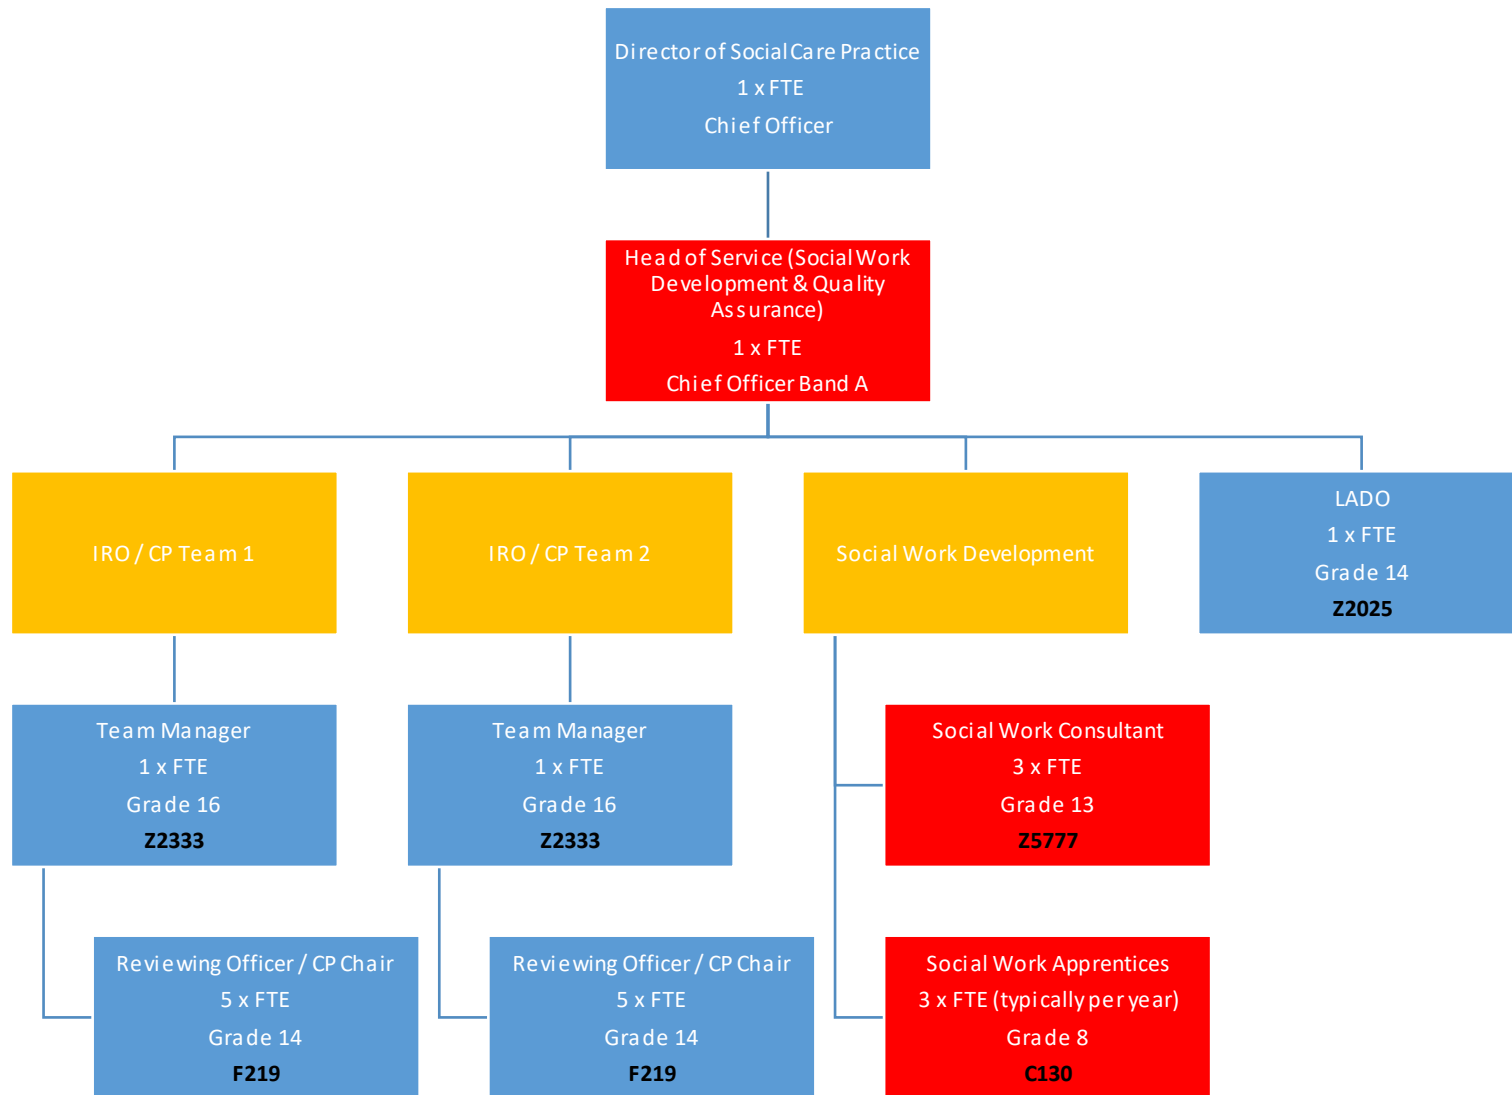 Director of Social Care Practice
1 x FTE
Chief Officer
Head of Service (Social Work
Development & Quality
Assurance)
1 x FTE
Chief Officer Band A
IRO / CP Team 1
IRO / CP Team 2
Social Work Development
LADO
1 x FTE
Grade 14
Z2025
Team Manager
1 x FTE
Grade 16
Z2333
Team Manager
1 x FTE
Grade 16
Z2333
Social Work Consultant
3 x FTE
Grade 13
Z5777
Reviewing Officer / CP Chair
5 x FTE
Grade 14
F219
Reviewing Officer / CP Chair
5 x FTE
Grade 14
F219
Social Work Apprentices
3 x FTE (typically per year)
Grade 8
C130